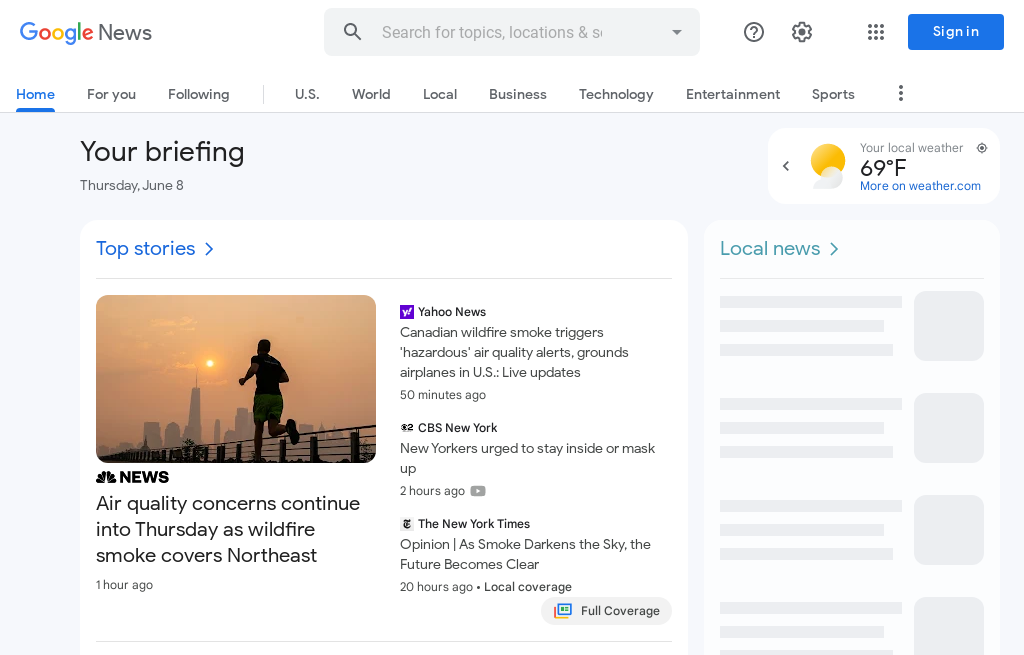 Google News
Search for topics, locations & s
Sign in
Home For you Following U.S. World Local Business Technology Entertainment Sports
Your briefing
Thursday, June 8
Your local weather
69°F
More on weather.com
Top stories
Local news
NEWS
Air quality concerns continue
into Thursday as wildfire
smoke covers Northeast
1 hour ago
Yahoo News
Canadian wildfire smoke triggers
'hazardous' air quality alerts, grounds
airplanes in U.S.: Live updates
50 minutes ago
CBS New York
New Yorkers urged to stay inside or mask
up
2 hours ago
The New York Times
Opinion | As Smoke Darkens the Sky, the
Future Becomes Clear
20 hours ago • Local coverage
Full Coverage